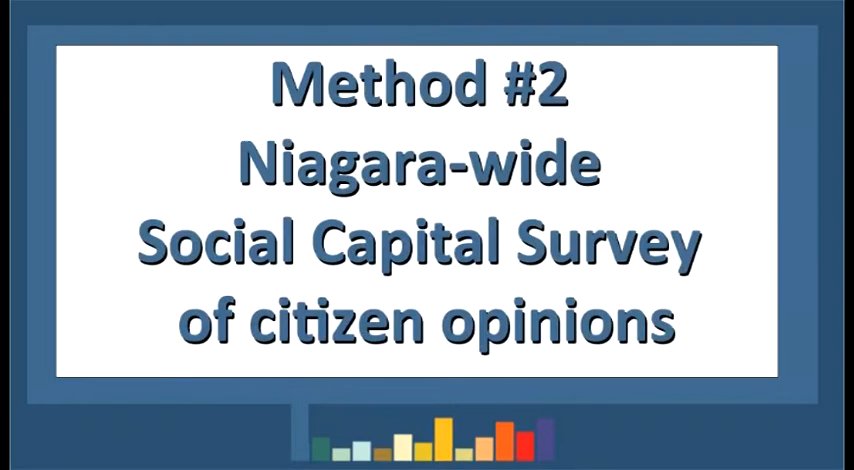 Method #2
Niagara-wide
Social Capital Survey
of citizen opinions